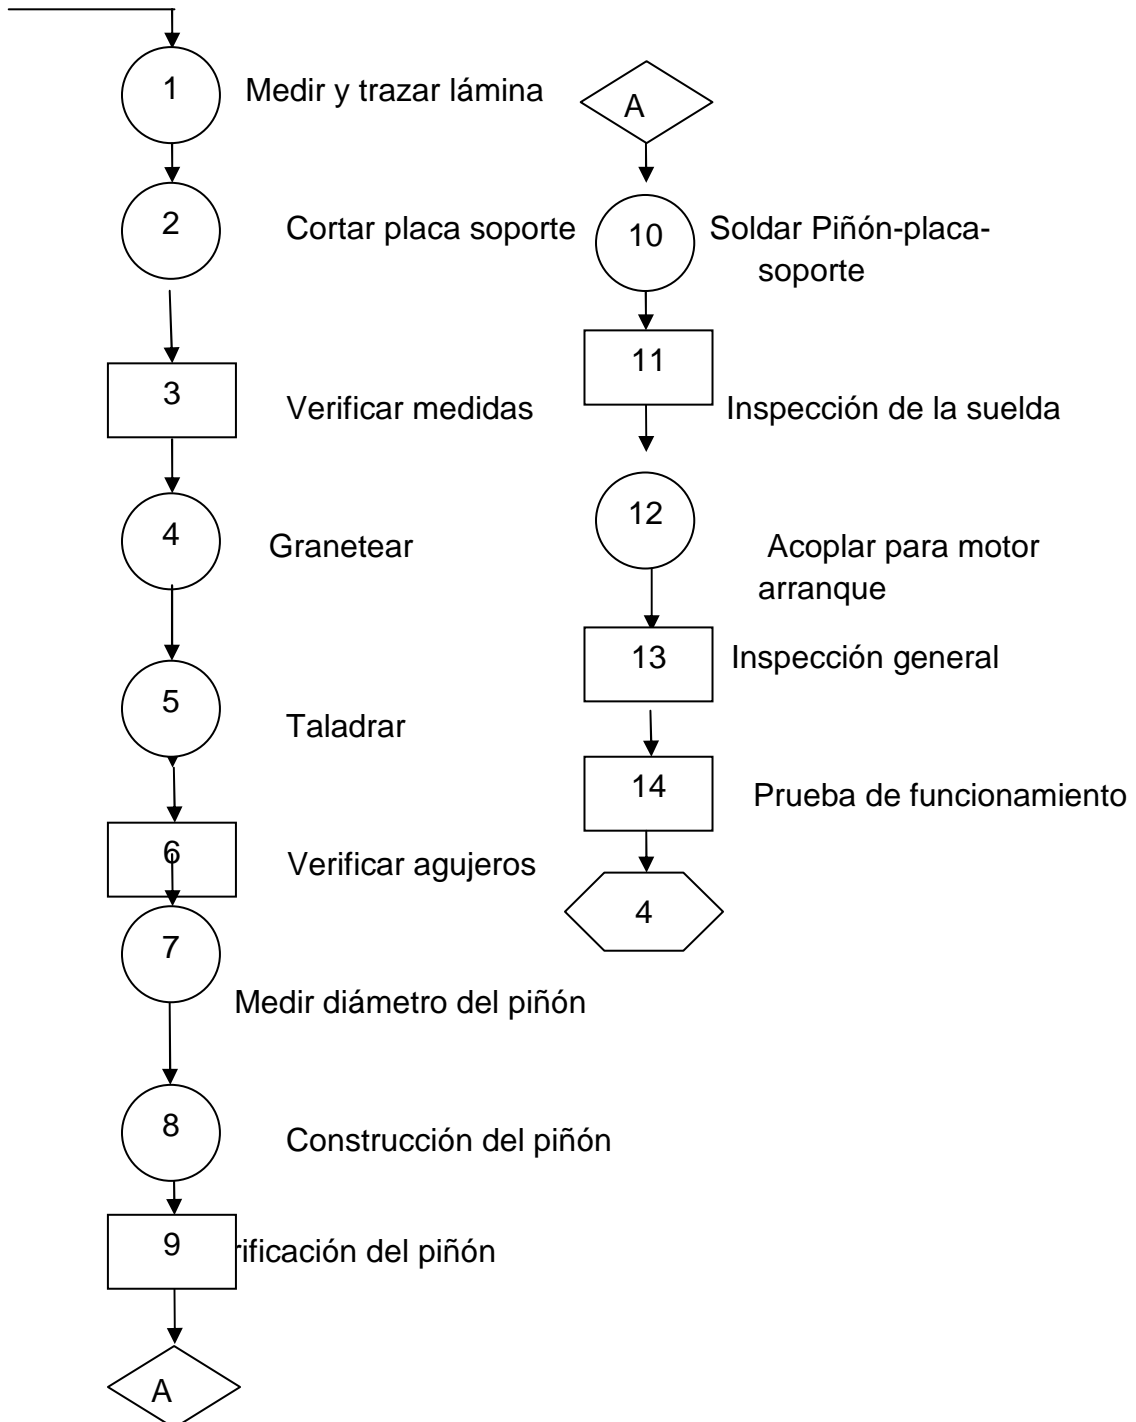 1
Medir y trazar lámina
2
Cortar placa soporte
3
Verificar medidas
4
Granetear
5
Taladrar
6
Verificar agujeros
7
Medir diámetro del piñón
8
Construcción del piñón
9
rificación del piñón
A
A
10
Soldar Piñón-placa-
soporte
11
Inspección de la suelda
12
Acoplar para motor
arranque
13
Inspección general
14
Prueba de funcionamiento
4